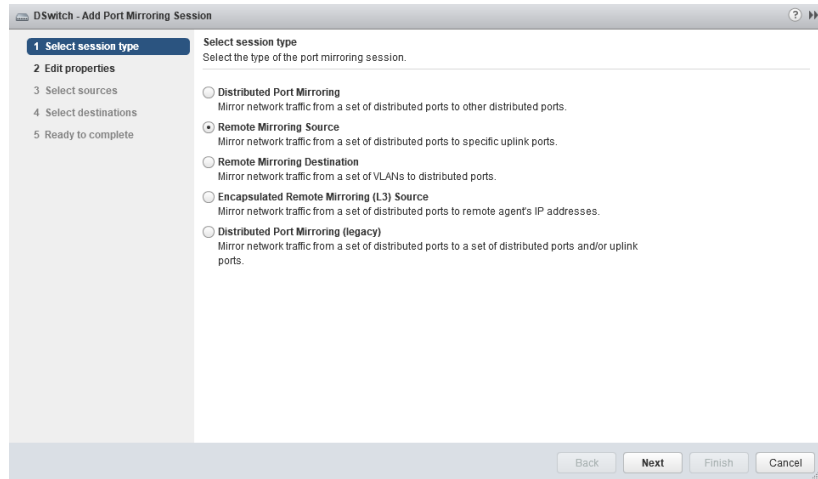 DSwitch - Add Port Mirroring Session
?
1 Select session type
2 Edit properties
3 Select sources
4 Select destinations
5 Ready to complete
Select session type
Select the type of the port mirroring session.
Distributed Port Mirroring
Mirror network traffic from a set of distributed ports to other distributed ports.
Remote Mirroring Source
Mirror network traffic from a set of distributed ports to specific uplink ports.
Remote Mirroring Destination
Mirror network traffic from a set of VLANs to distributed ports.
Encapsulated Remote Mirroring (L3) Source
Mirror network traffic from a set of distributed ports to remote agent's IP addresses.
Distributed Port Mirroring (legacy)
Mirror network traffic from a set of distributed ports to a set of distributed ports and/or uplink
ports.
Back Next Finish Cancel